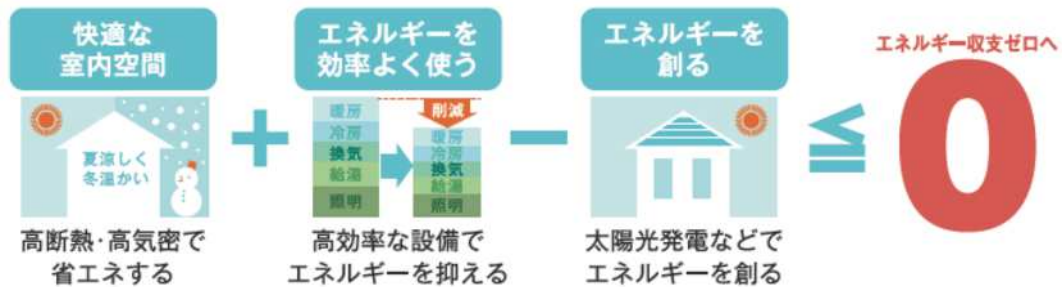 快適な
室内空間
夏涼しく
冬温かい
高断熱・高気密で
省エネする
+
エネルギーを
効率よく使う
暖房
冷房
換気
給湯
照明
削減
暖房
冷房
換気
給湯
照明
高効率な設備で
エネルギーを抑える
−
エネルギーを
創る
太陽光発電などで
エネルギーを創る
≦
エネルギー収支ゼロへ
0